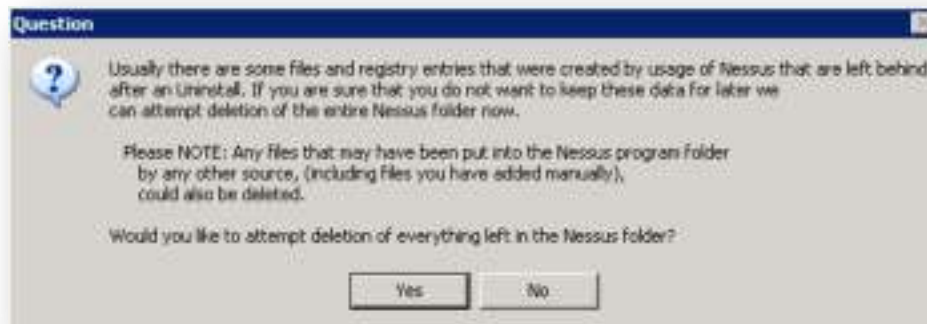 Question
Usually there are some files and registry entries that were created by usage of Nessus that are left behind
after an Uninstall. If you are sure that you do not want to keep these data for later we
can attempt deletion of the entire Nessus folder now.
Please NOTE: Any files that may have been put into the Nessus program folder
by any other source, (including files you have added manually),
could also be deleted.
Would you like to attempt deletion of everything left in the Nessus folder?
Yes No